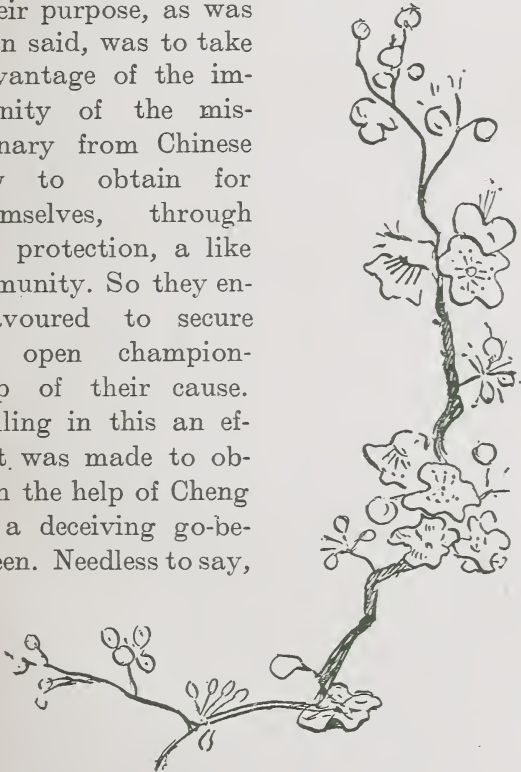 eir purpose, as was
n said, was to take
vantage of the im-
nity of the mis-
nary from Chinese
to obtain for
mselves, through
protection, a like
munity. So they en-
avoured to secure
open champion-
p of their cause.
ling in this an ef-
t was made to ob-
n the help of Cheng
a deceiving go-be-
en. Needless to say,